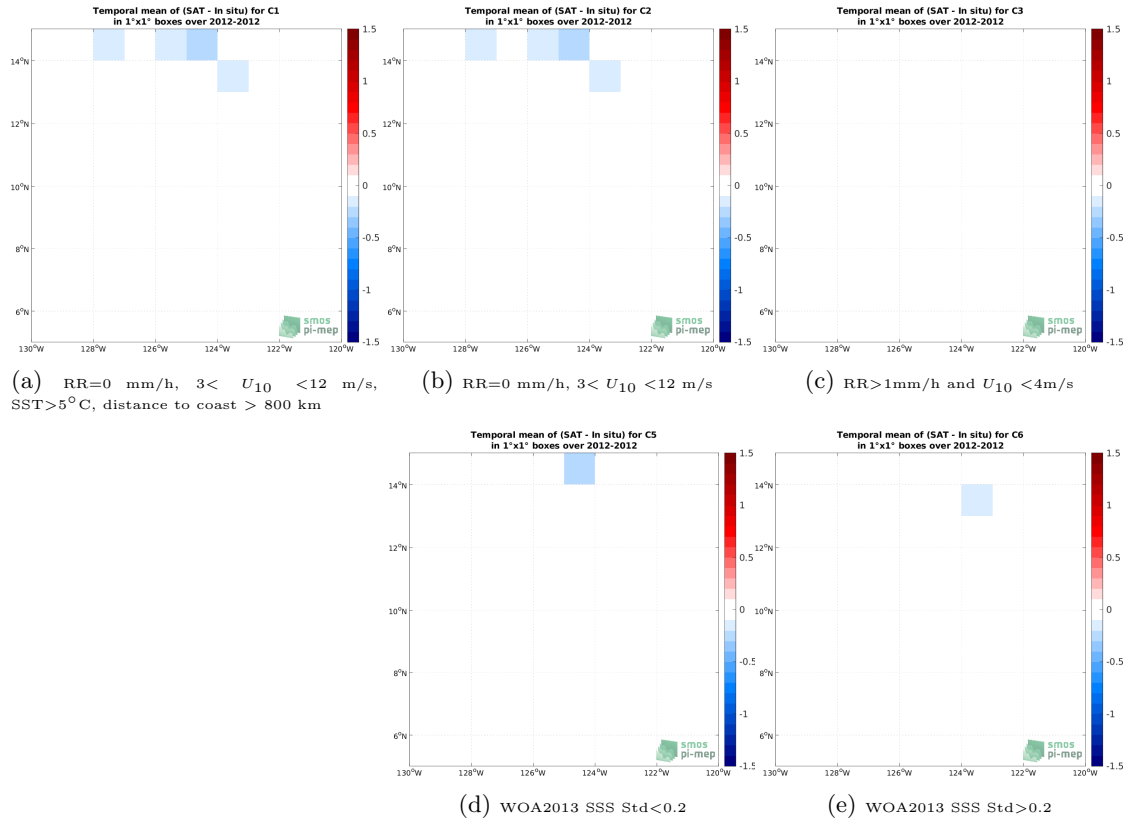 Temporal mean of (SAT - In situ) for C1
in 1°x1° boxes over 2012-2012
14°N
12°N
10°N
8°N
6°N
130°W
128°W
126°W
124°W
122°W
120°W
1.5
1
0.5
0
-0.5
-1
-1.5
smos
pi-mep
(a) RR=0 mm/h, 3< U10 <12 m/s,
SST>5°C, distance to coast > 800 km
Temporal mean of (SAT - In situ) for C2
in 1°x1° boxes over 2012-2012
14°N
12°N
10°N
8°N
6°N
130°W
128°W
126°W
124°W
122°W
120°W
1.5
1
0.5
0
-0.5
-1
-1.5
smos
pi-mep
(b) RR=0 mm/h, 3< U10 <12 m/s
Temporal mean of (SAT - In situ) for C3
in 1°x1° boxes over 2012-2012
14°N
12°N
10°N
8°N
6°N
130°W
128°W
126°W
124°W
122°W
120°W
1.5
1
0.5
0
-0.5
-1
-1.5
smos
pi-mep
(c) RR>1mm/h and U10 <4m/s
Temporal mean of (SAT - In situ) for C5
in 1°x1° boxes over 2012-2012
14°N
12°N
10°N
8°N
6°N
130°W
128°W
126°W
124°W
122°W
120°W
1.5
1
0.5
0
-0.5
-1
-1.5
smos
pi-mep
(d) WOA2013 SSS Std<0.2
Temporal mean of (SAT - In situ) for C6
in 1°x1° boxes over 2012-2012
14°N
12°N
10°N
8°N
6°N
130°W
128°W
126°W
124°W
122°W
120°W
1.5
1
0.5
0
-0.5
-1
-1.5
smos
pi-mep
(e) WOA2013 SSS Std>0.2